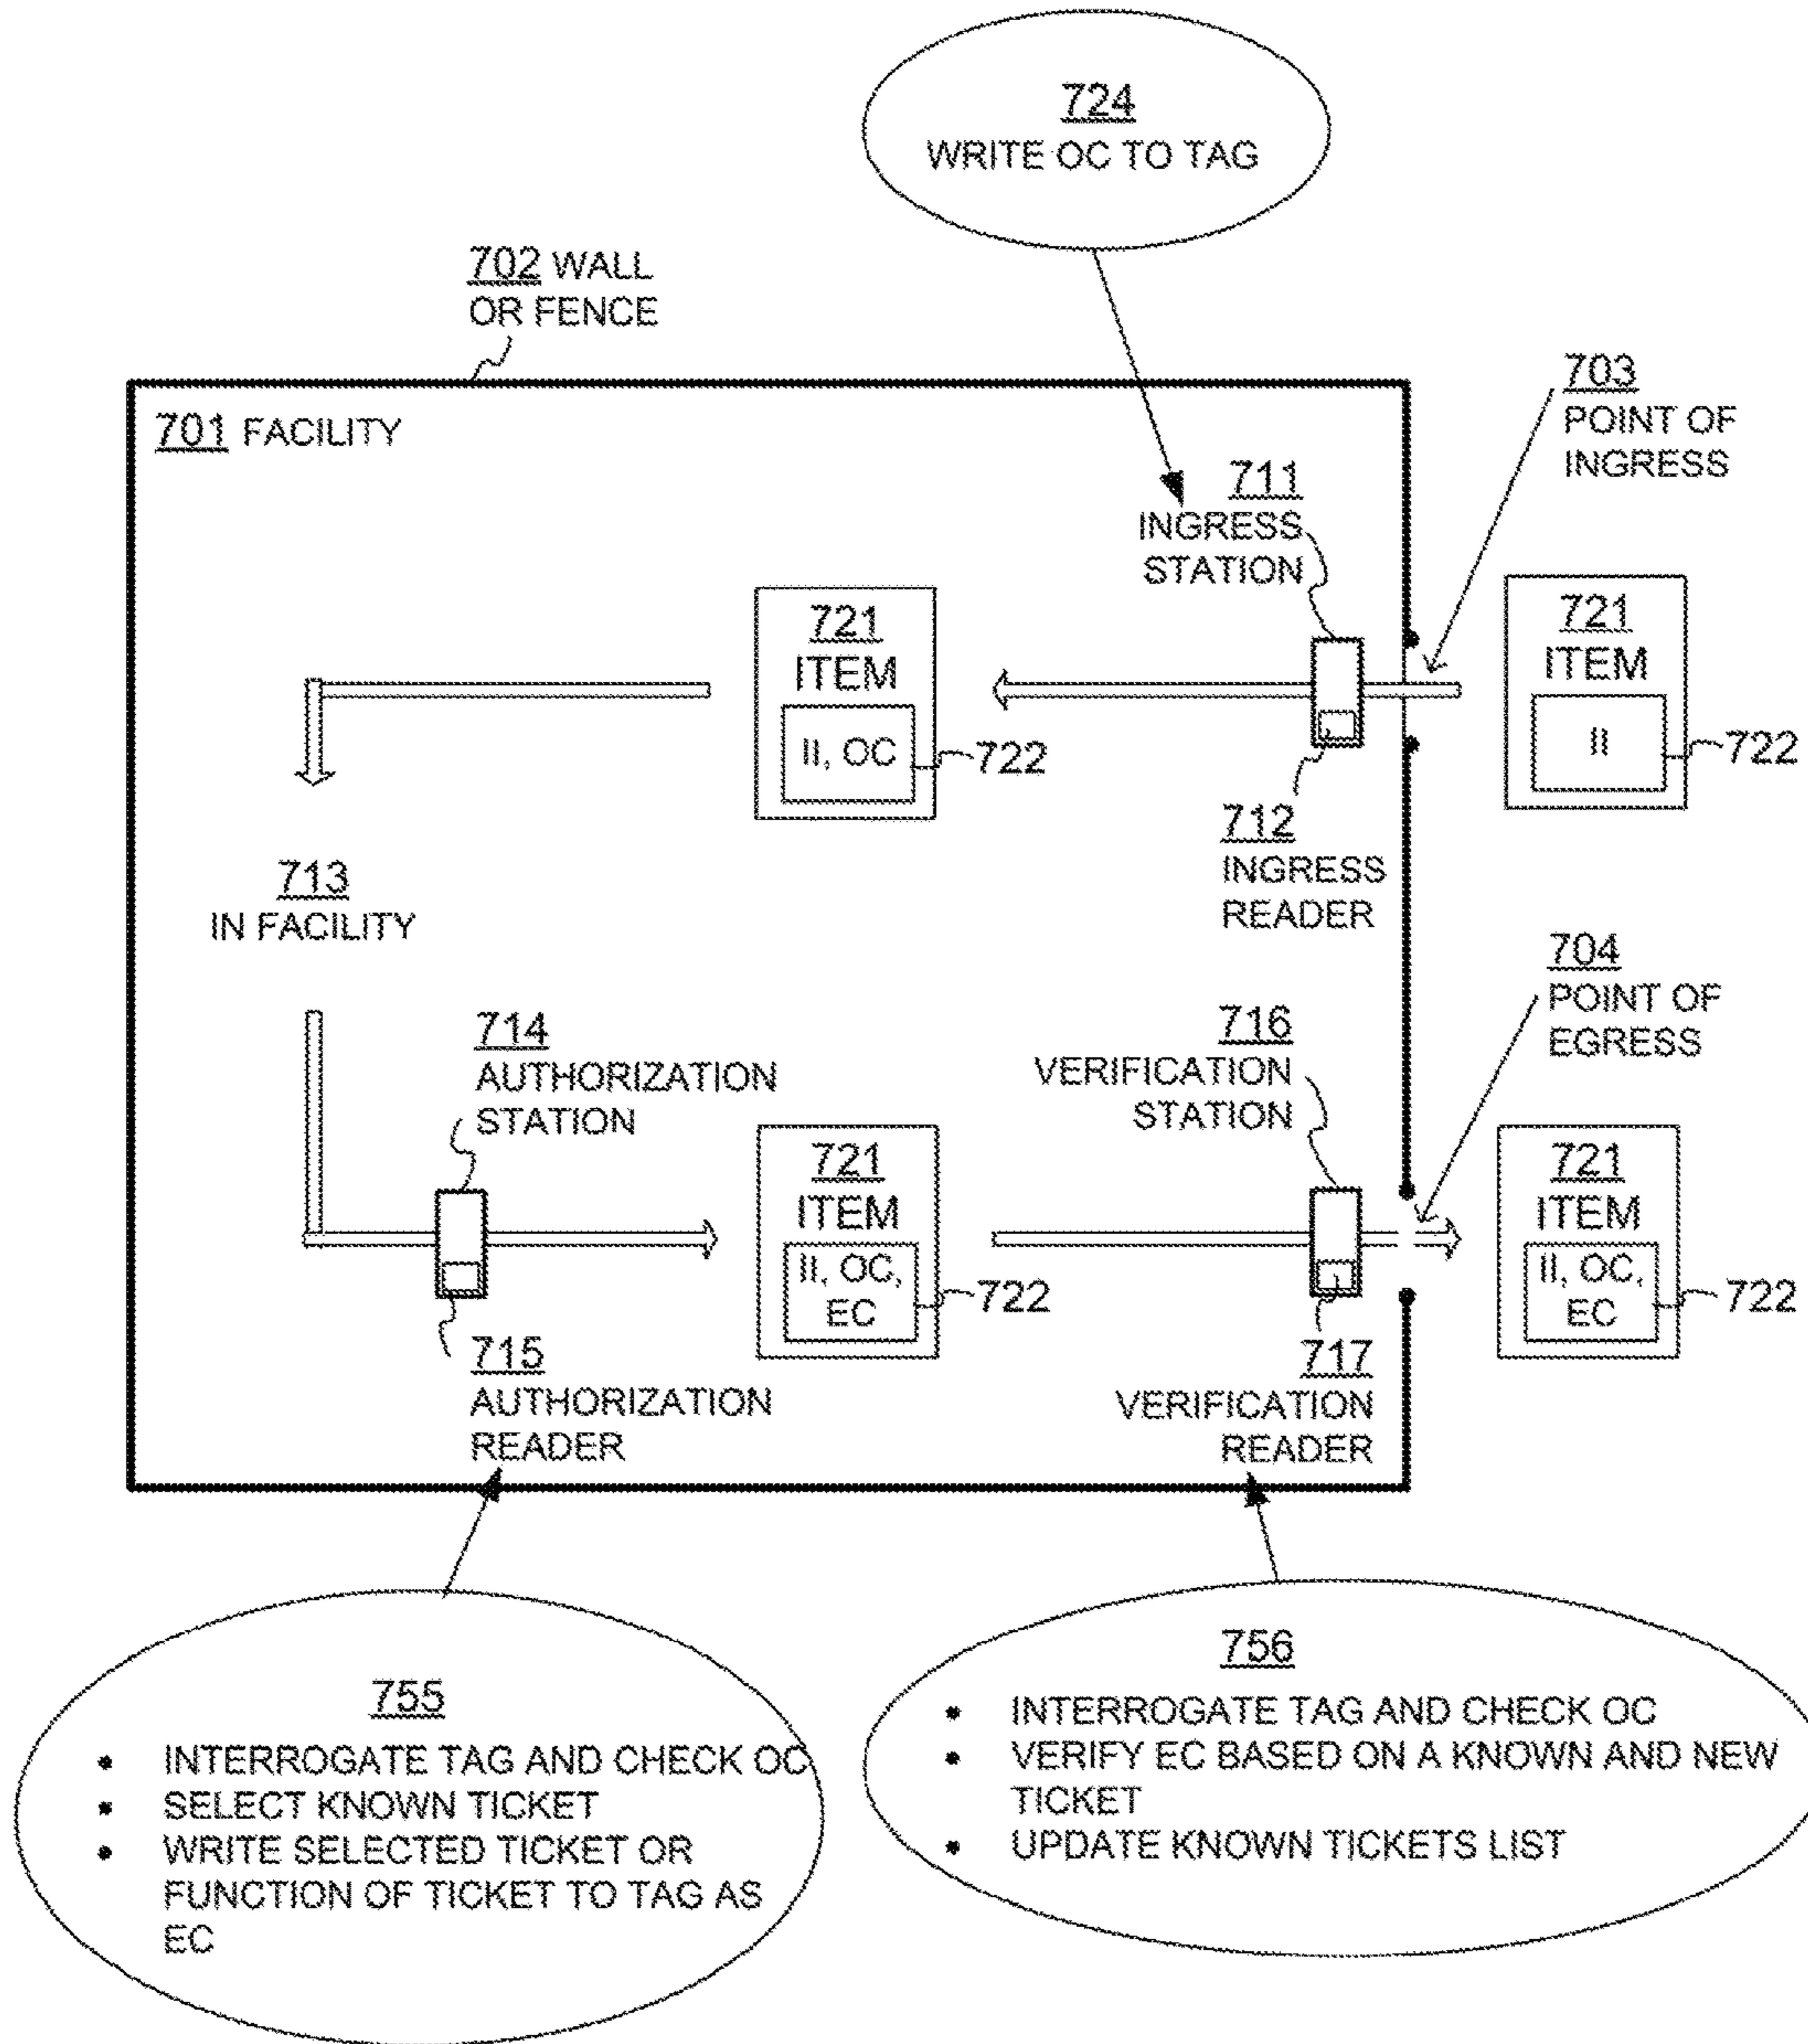 724
WRITE OC TO TAG
702 WALL
OR FENCE
703
POINT OF
INGRESS
701 FACILITY
711
INGRESS
STATION
721
ITEM
II, OC
722
721
ITEM
II
722
712
INGRESS
READER
713
IN FACILITY
704
POINT OF
EGRESS
714
AUTHORIZATION
STATION
716
VERIFICATION
STATION
721
ITEM
II, OC,
EC
722
721
ITEM
II, OC,
EC
722
715
AUTHORIZATION
READER
717
VERIFICATION
READER
755
• INTERROGATE TAG AND CHECK OC
• SELECT KNOWN TICKET
• WRITE SELECTED TICKET OR
FUNCTION OF TICKET TO TAG AS
EC
756
• INTERROGATE TAG AND CHECK OC
• VERIFY EC BASED ON A KNOWN AND NEW
TICKET
• UPDATE KNOWN TICKETS LIST